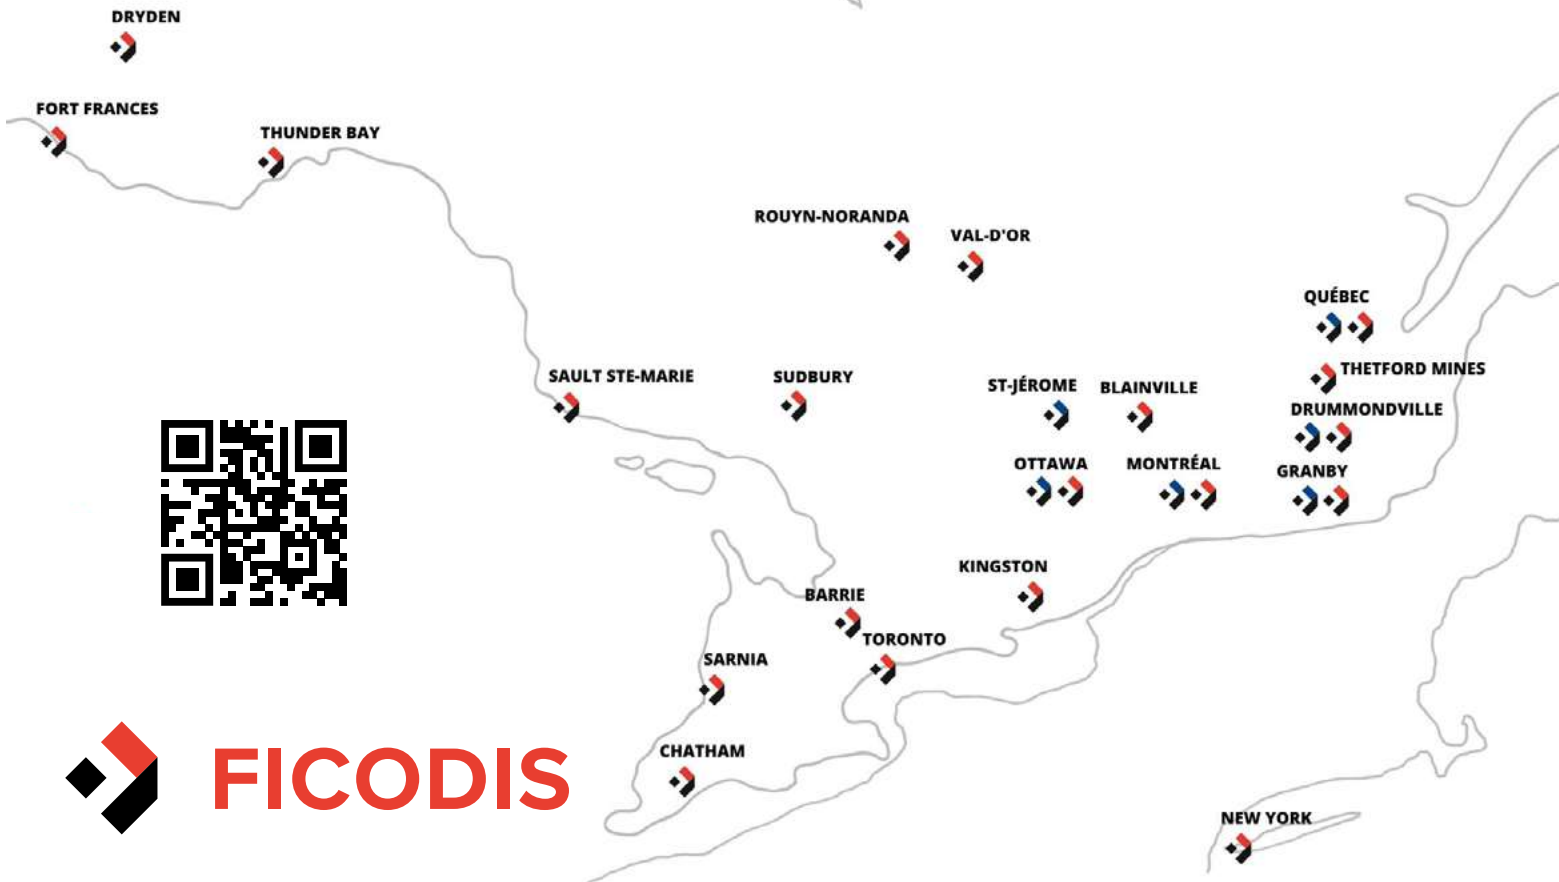 DRYDEN
FORT FRANCES
THUNDER BAY
ROUYN-NORANDA
VAL-D'OR
QUÉBEC
THETFORD MINES
SAULT STE-MARIE
SUDBURY
ST-JÉROME
BLAINVILLE
DRUMMONDVILLE
OTTAWA
MONTRÉAL
GRANBY
KINGSTON
BARRIE
TORONTO
SARNIA
CHATHAM
FICODIS
NEW YORK